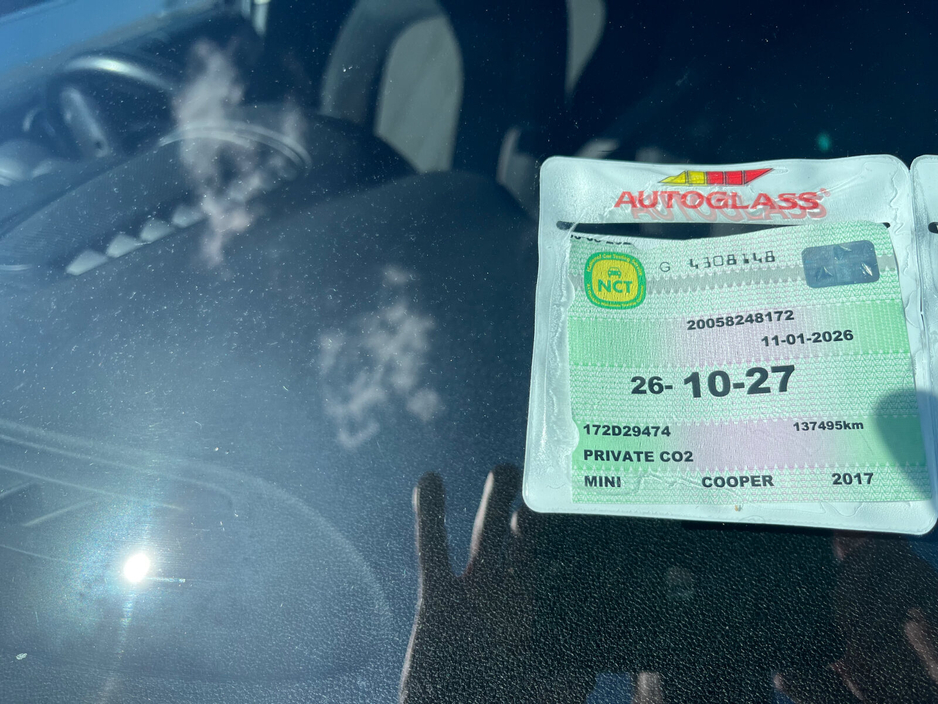 AUTOGLASS
NCT
G 4308148
20058248172
11-01-2026
26-10-27
172D29474 137495km
PRIVATE CO2
MINI COOPER 2017